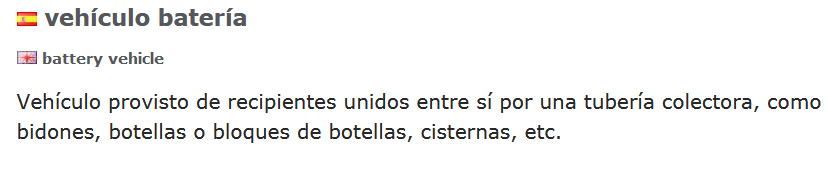 vehículo batería
battery vehicle
Vehículo provisto de recipientes unidos entre sí por una tubería colectora, como
bidones, botellas o bloques de botellas, cisternas, etc.